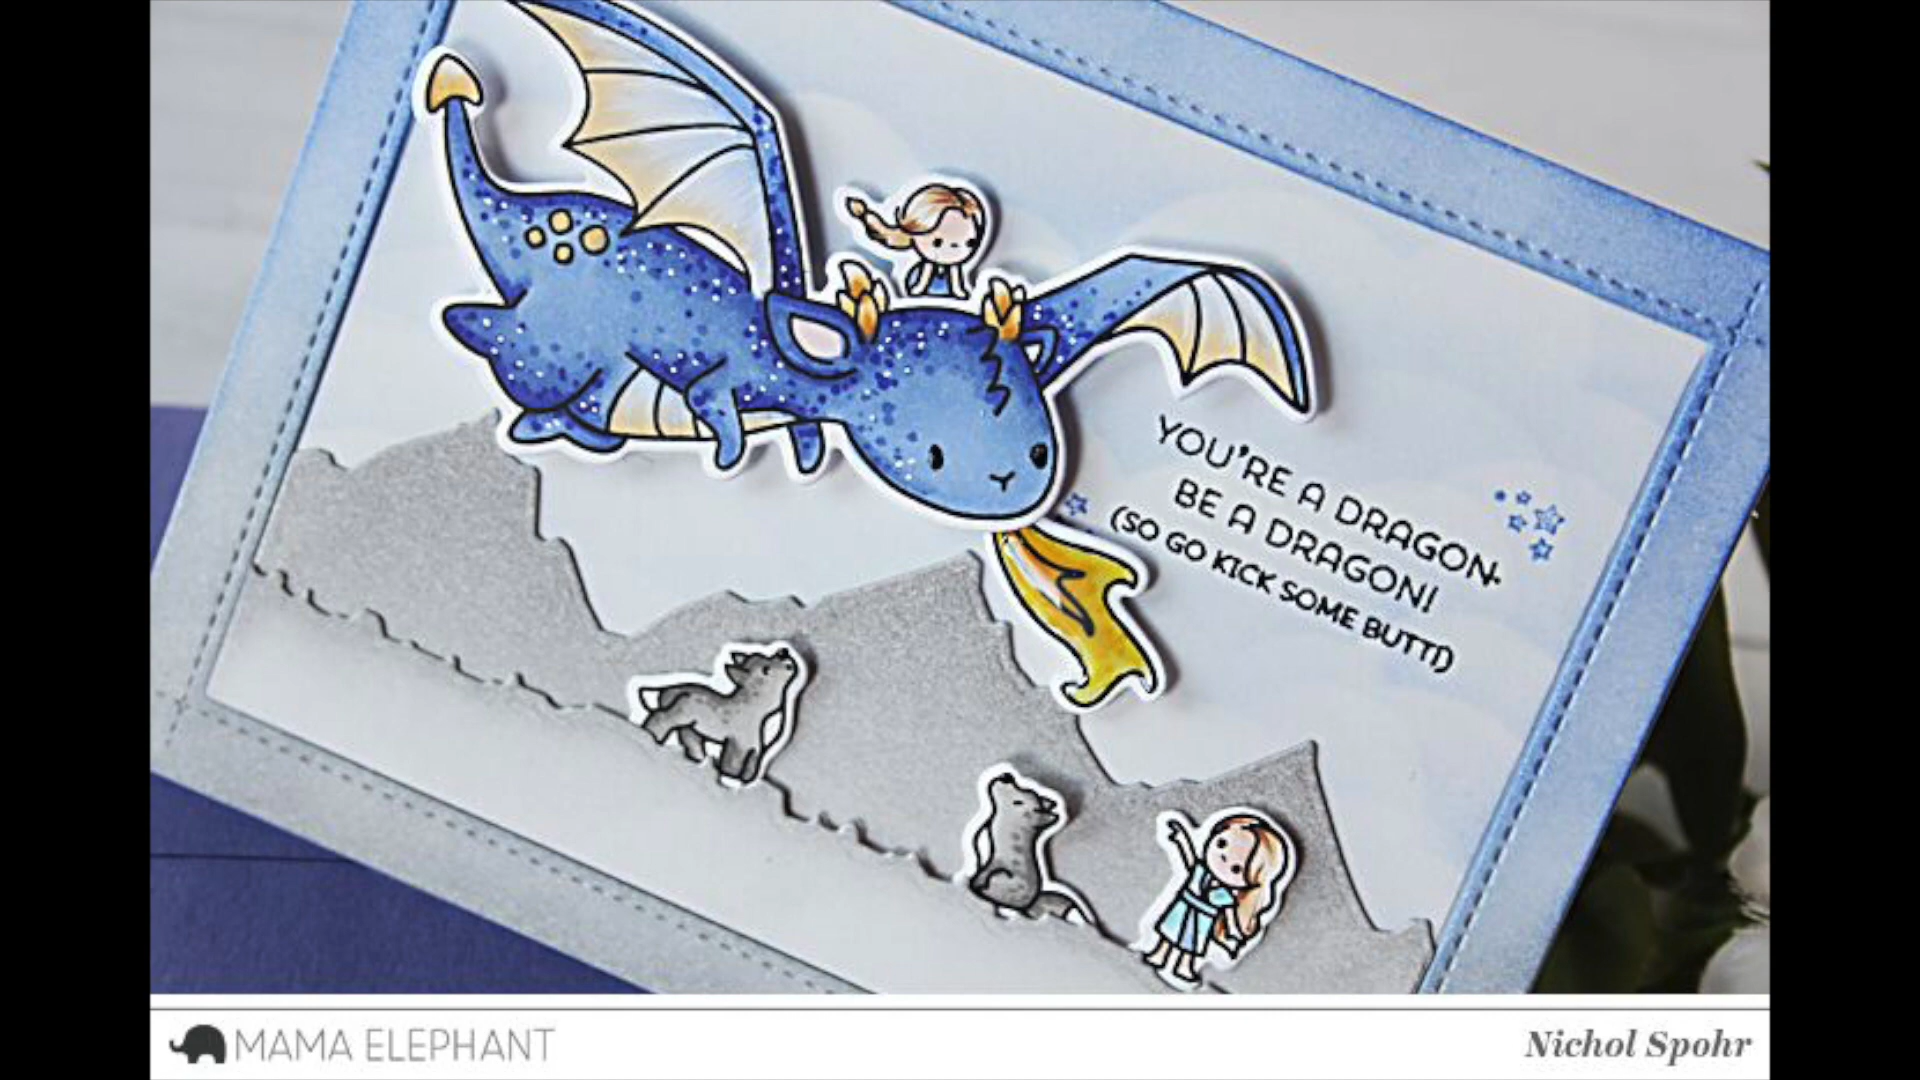 YOU'RE A DRAGON.
BE A DRAGON!
(SO GO KICK SOME BUTT!)
MAMA ELEPHANT
Nichol Spohr